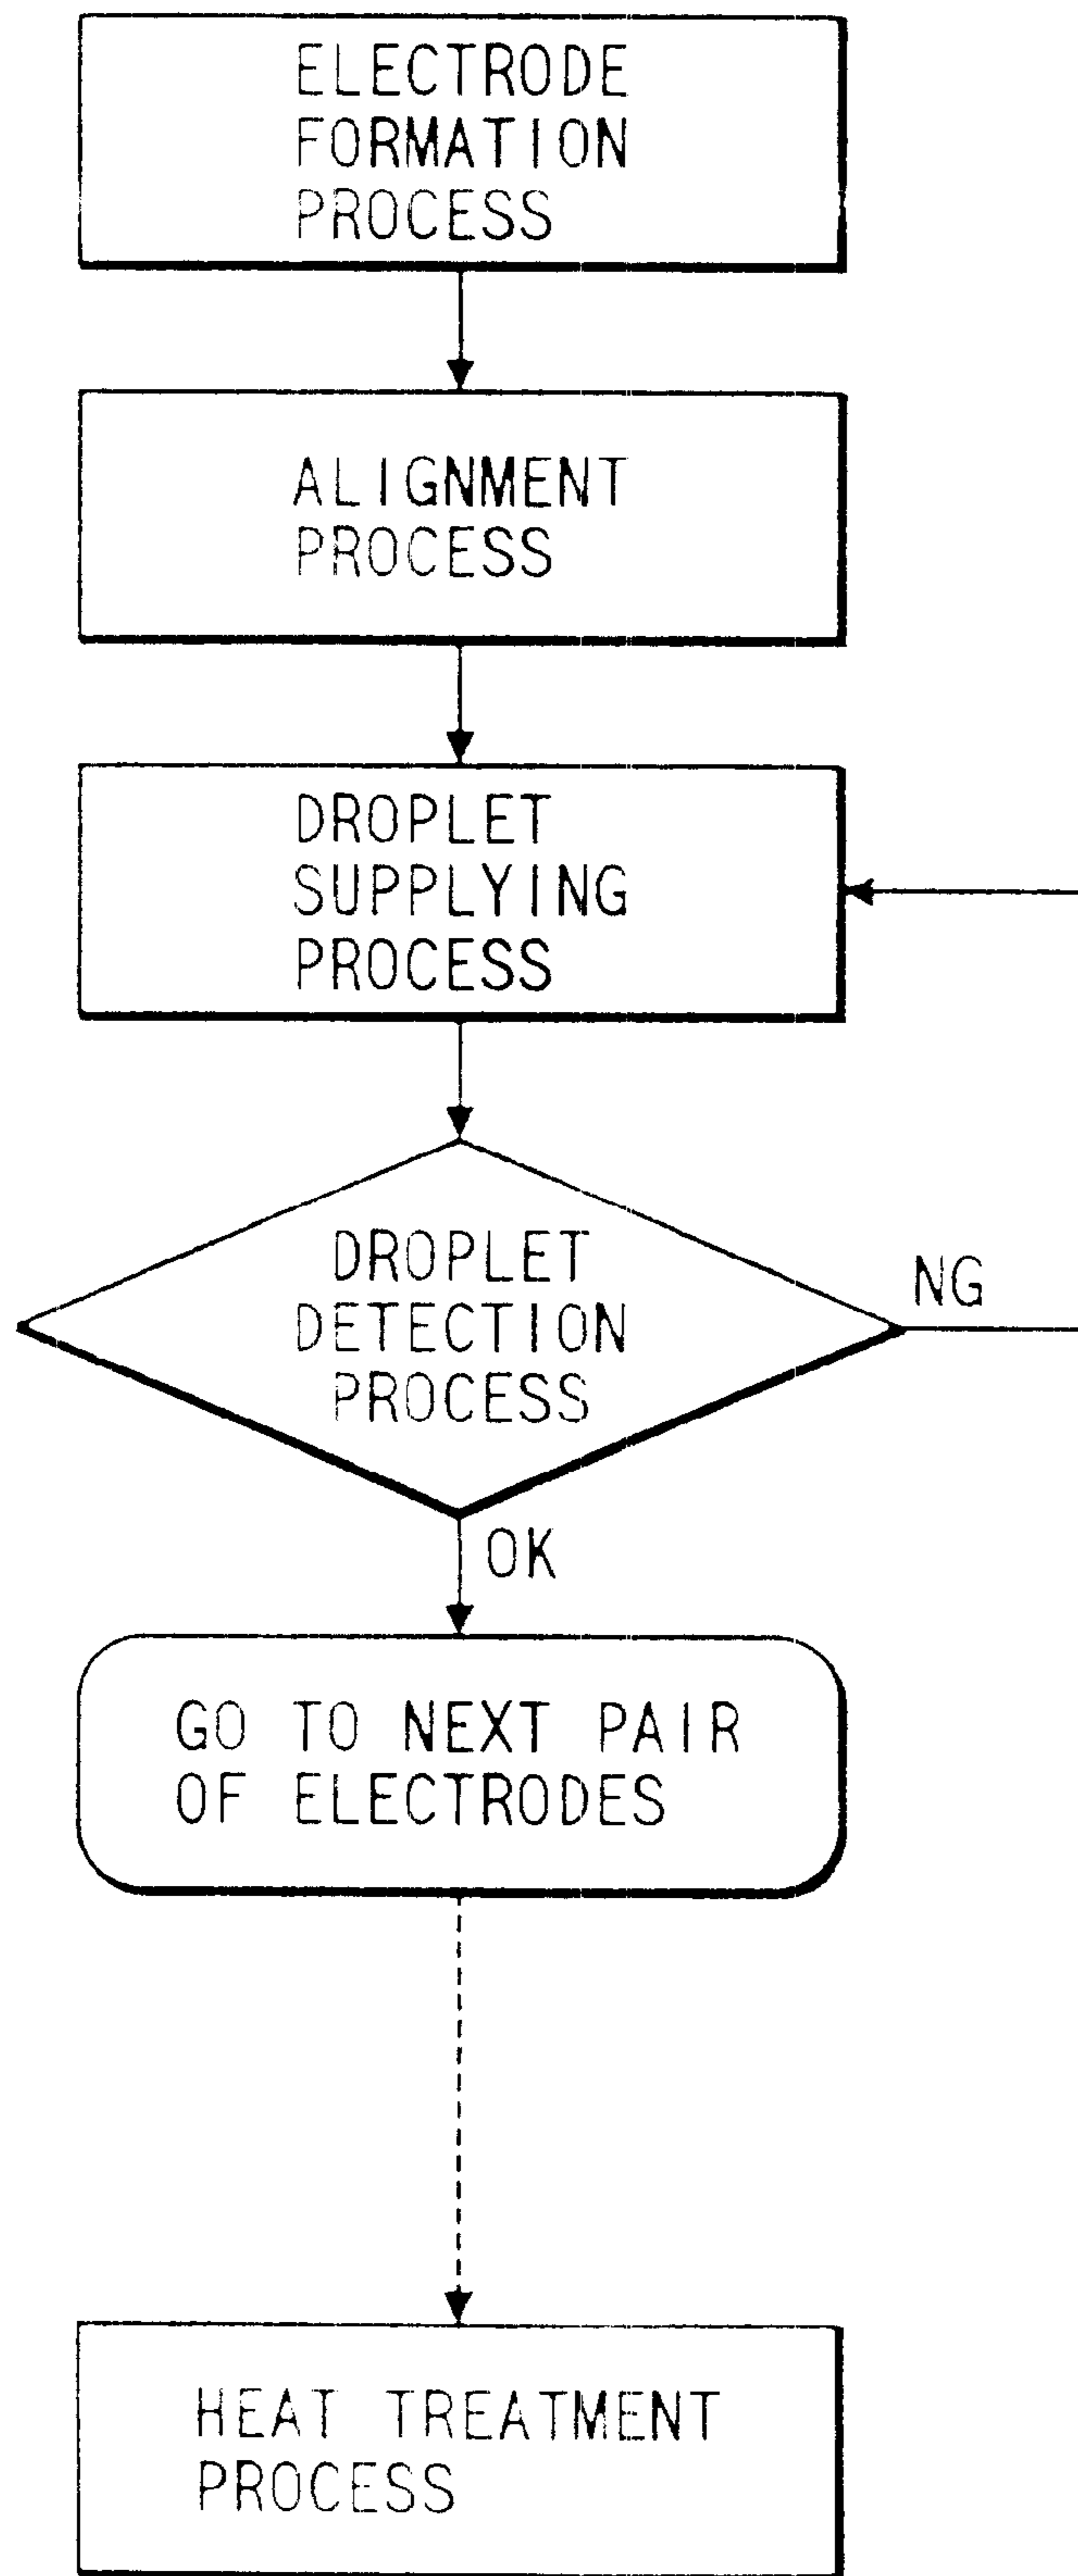 ELECTRODE
FORMATION
PROCESS
ALIGNMENT
PROCESS
DROPLET
SUPPLYING
PROCESS
DROPLET
DETECTION
PROCESS
NG
OK
GO TO NEXT PAIR
OF ELECTRODES
HEAT TREATMENT
PROCESS